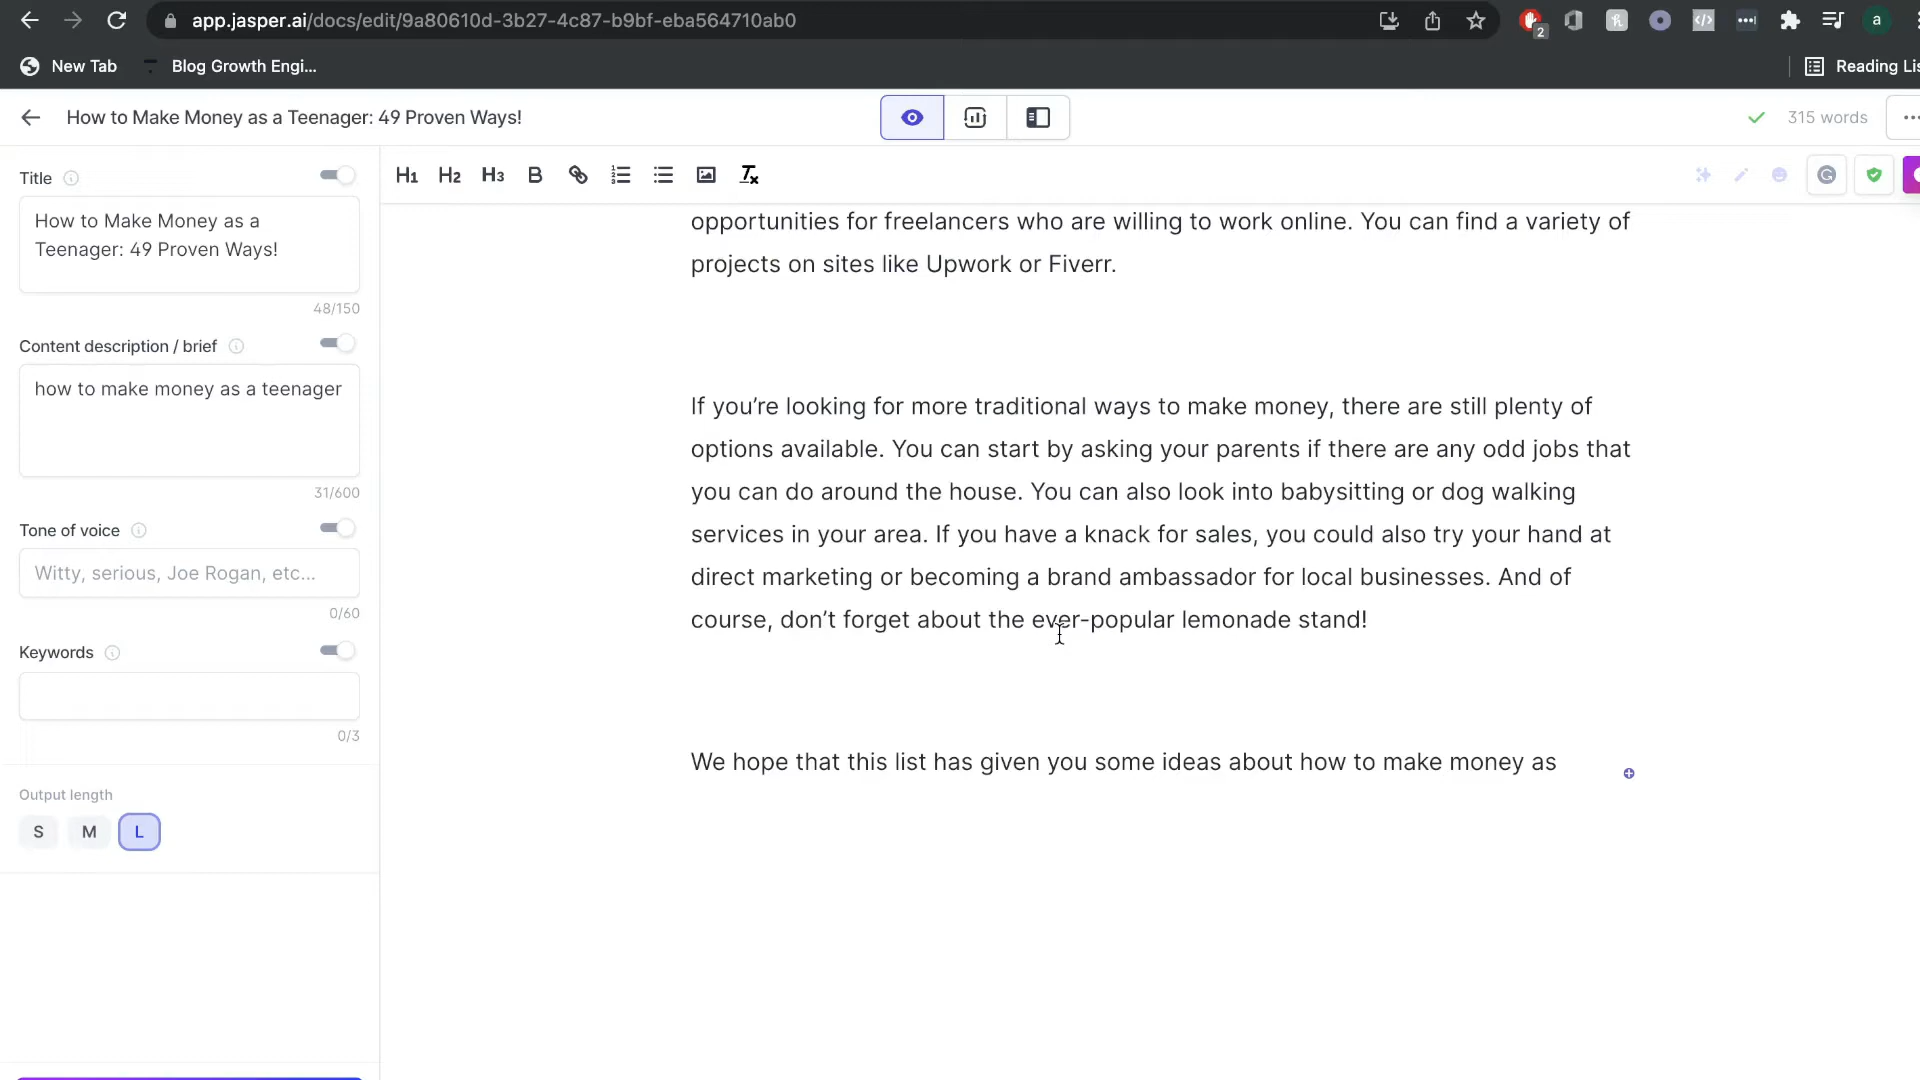 app.jasper.ai/docs/edit/9a80610d-3b27-4c87-b9bf-eba564710ab0
2
a
New Tab
Blog Growth Engi...
Reading Lis
How to Make Money as a Teenager: 49 Proven Ways!
315 words
Title
How to Make Money as a
Teenager: 49 Proven Ways!
48/150
Content description / brief
how to make money as a teenager
31/600
Tone of voice
Witty, serious, Joe Rogan, etc...
0/60
Keywords
0/3
Output length
S M L
H1 H2 H3 B
opportunities for freelancers who are willing to work online. You can find a variety of
projects on sites like Upwork or Fiverr.
If you’re looking for more traditional ways to make money, there are still plenty of
options available. You can start by asking your parents if there are any odd jobs that
you can do around the house. You can also look into babysitting or dog walking
services in your area. If you have a knack for sales, you could also try your hand at
direct marketing or becoming a brand ambassador for local businesses. And of
course, don’t forget about the ever-popular lemonade stand!
We hope that this list has given you some ideas about how to make money as